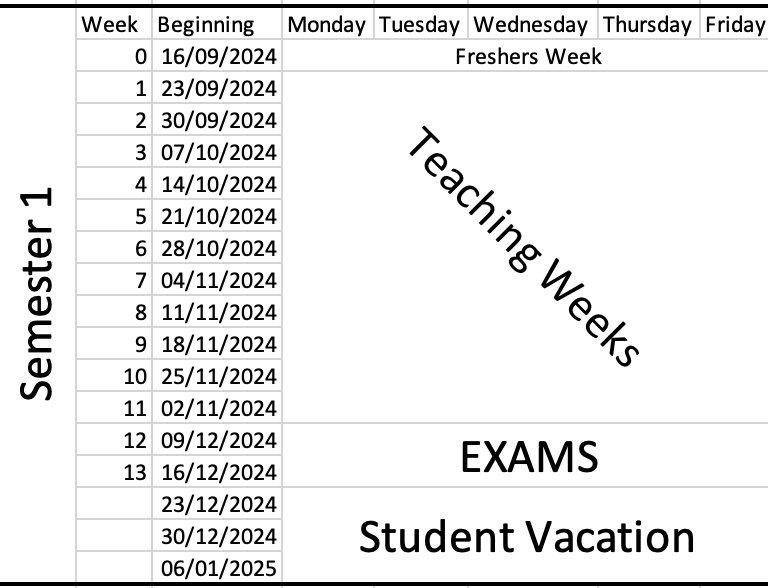 Week Beginning Monday Tuesday Wednesday Thursday Friday
0 16/09/2024 Freshers Week
1 23/09/2024
2 30/09/2024
3 07/10/2024
4 14/10/2024
5 21/10/2024
6 28/10/2024
7 04/11/2024
8 11/11/2024
9 18/11/2024
10 25/11/2024
11 02/11/2024
Teaching Weeks
12 09/12/2024
13 16/12/2024
EXAMS
23/12/2024
30/12/2024
06/01/2025
Student Vacation
Semester 1